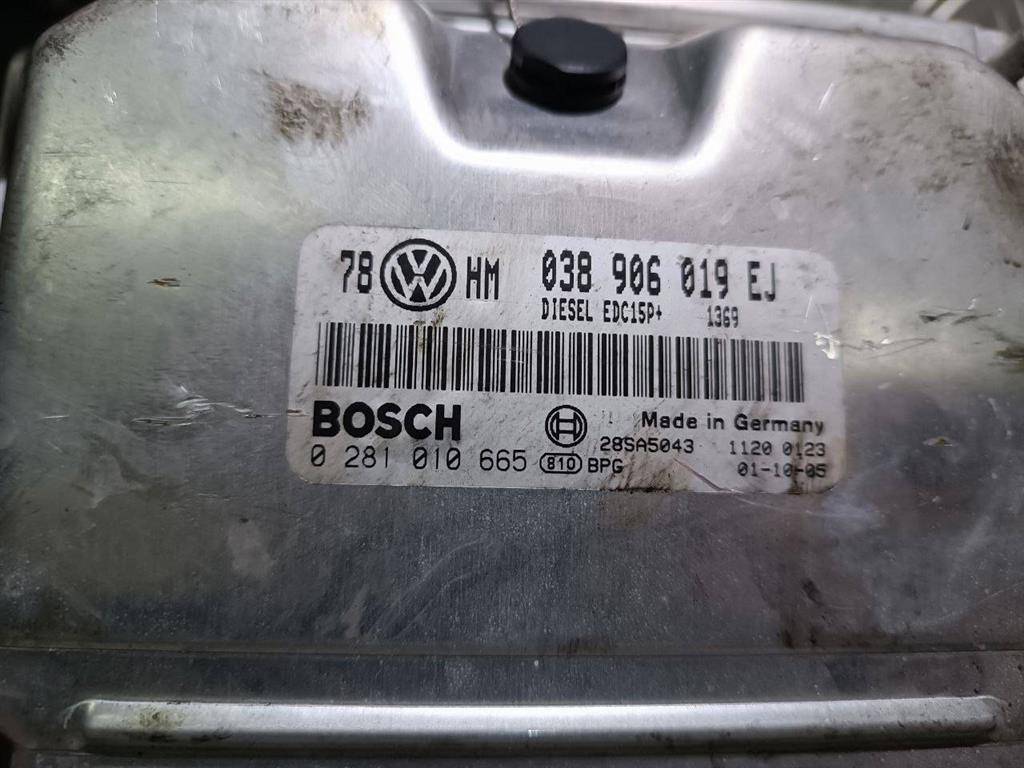 78 VW HM 038 906 019 EJ
DIESEL EDC15P+ 1369
BOSCH Made in Germany
28SA5043 1120 0123
0 281 010 665 810 BPG 01-10-05